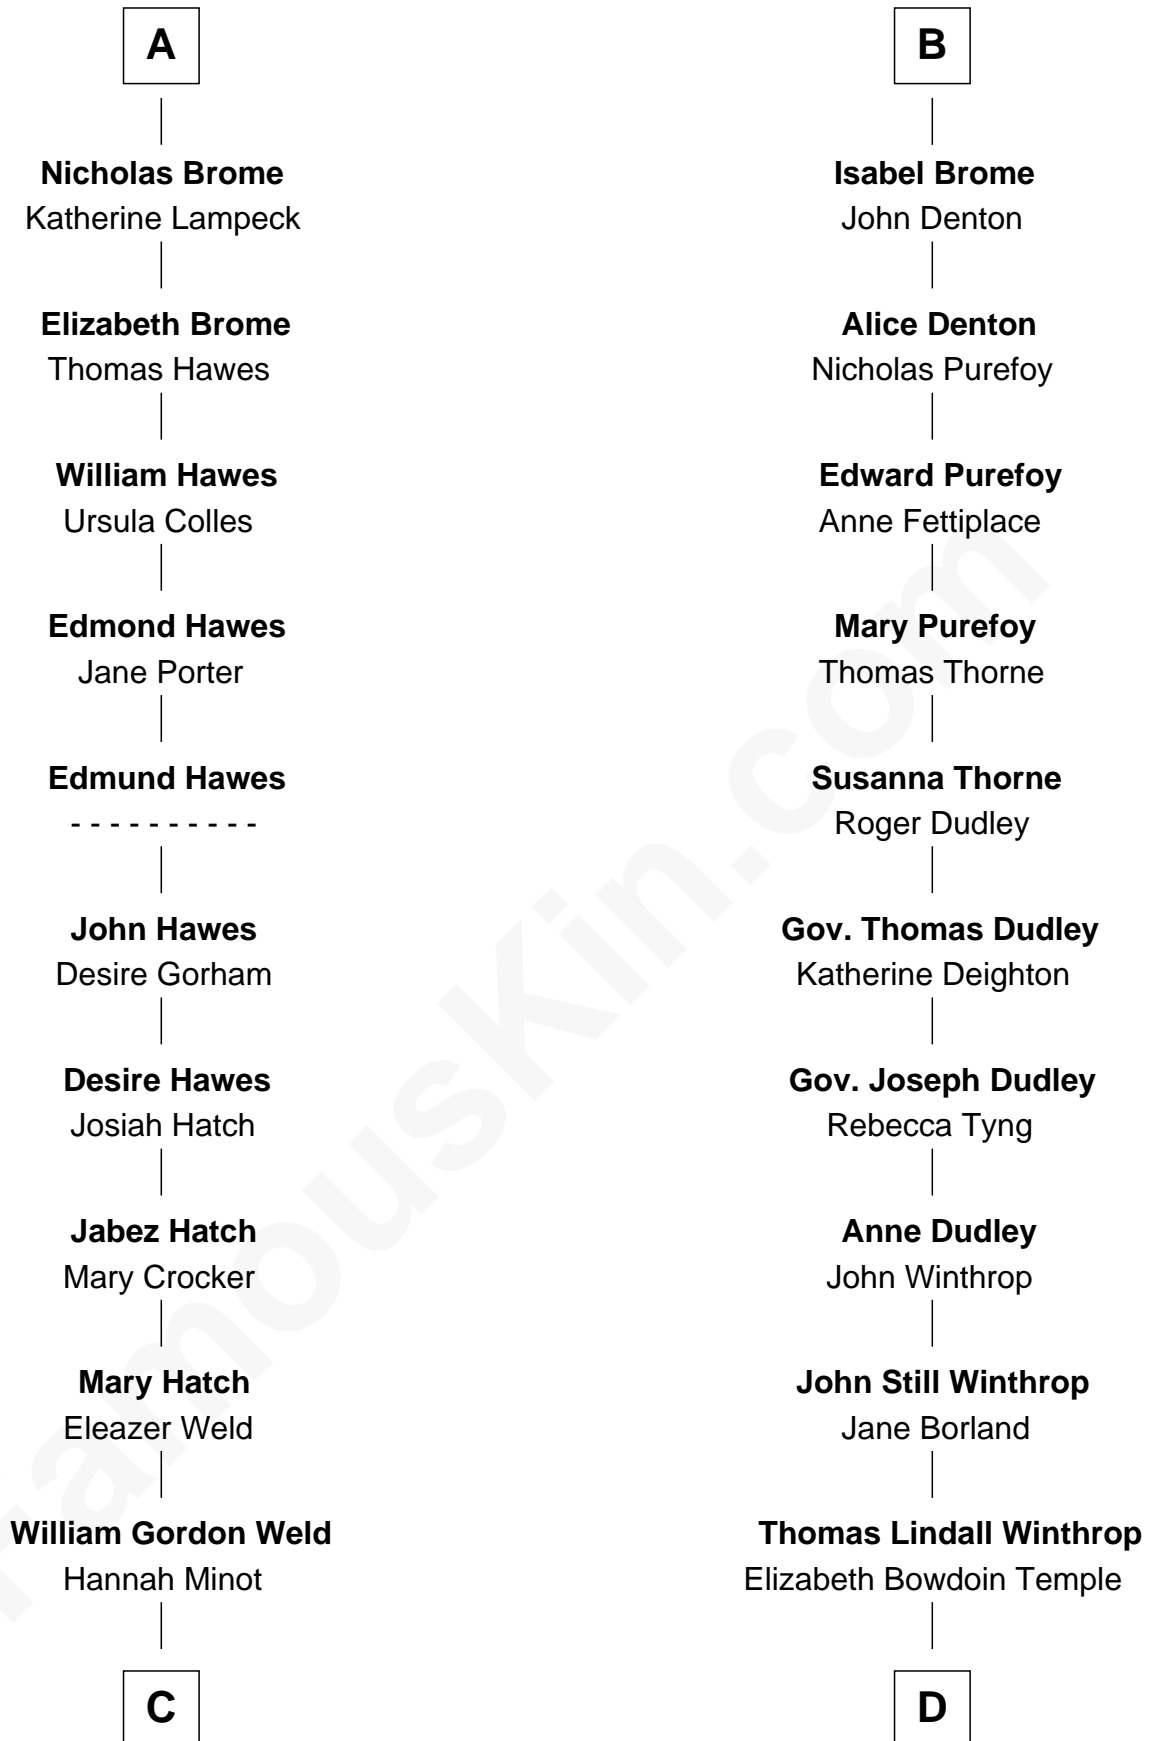 A
Nicholas Brome
Katherine Lampeck
Elizabeth Brome
Thomas Hawes
William Hawes
Ursula Colles
Edmond Hawes
Jane Porter
Edmund Hawes
- - - - - - - - - -
John Hawes
Desire Gorham
Desire Hawes
Josiah Hatch
Jabez Hatch
Mary Crocker
Mary Hatch
Eleazer Weld
William Gordon Weld
Hannah Minot
C
B
Isabel Brome
John Denton
Alice Denton
Nicholas Purefoy
Edward Purefoy
Anne Fettiplace
Mary Purefoy
Thomas Thorne
Susanna Thorne
Roger Dudley
Gov. Thomas Dudley
Katherine Deighton
Gov. Joseph Dudley
Rebecca Tyng
Anne Dudley
John Winthrop
John Still Winthrop
Jane Borland
Thomas Lindall Winthrop
Elizabeth Bowdoin Temple
D
FamousKin.com